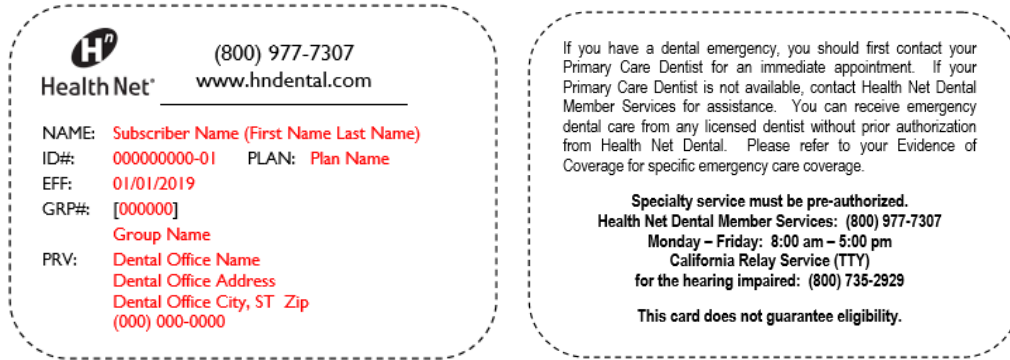 Hn
Health Net®
(800) 977-7307
www.hndental.com
NAME: Subscriber Name (First Name Last Name)
ID#: 000000000-01 PLAN: Plan Name
EFF: 01/01/2019
GRP#: [000000]
Group Name
PRV: Dental Office Name
Dental Office Address
Dental Office City, ST Zip
(000) 000-0000
If you have a dental emergency, you should first contact your
Primary Care Dentist for an immediate appointment. If your
Primary Care Dentist is not available, contact Health Net Dental
Member Services for assistance. You can receive emergency
dental care from any licensed dentist without prior authorization
from Health Net Dental. Please refer to your Evidence of
Coverage for specific emergency care coverage.
Specialty service must be pre-authorized.
Health Net Dental Member Services: (800) 977-7307
Monday – Friday: 8:00 am – 5:00 pm
California Relay Service (TTY)
for the hearing impaired: (800) 735-2929
This card does not guarantee eligibility.